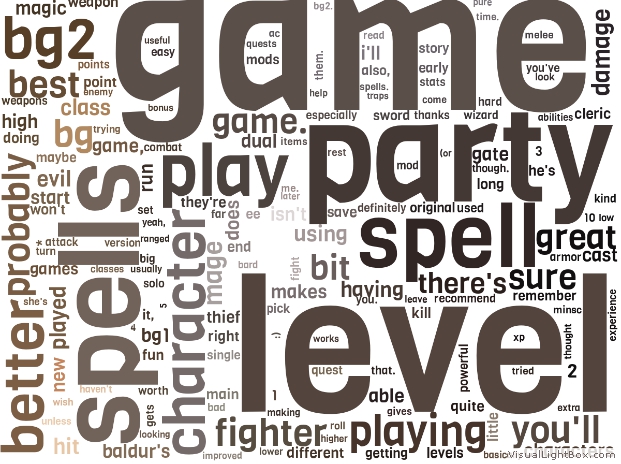 magic
weapon
bg2
game
useful
easy
bonus
ac
quests
mods
bg2.
them.
help
read
i'll
also,
spells.
traps
pure
time.
story
early
stats
come
hard
melee
you've
look
damage
points
best
point
enemy
weapons
class
high
doing
bg
trying
game,
combat
especially
sword
thanks
wizard
abilities
cleric
game.
dual
items
party
rest
mod
(or
gate
though.
long
3
he's
kind
maybe
evil
start
won't
spells
run
play
me.
later
probably
set
they're
far
does
ee
isn't
save
definitely
original
used
10
low
yeah,
ranged
*
attack
version
turn
big
games
classes
usually
character
mage
end
bard
using
fight
bit
spell
great
armor
cast
there's
sure
solo
5
it,
4
bg1
fun
makes
having
you.
leave
recommend
remember
kill
minsc
she's
played
better
thief
right
single
pick
:)
level
works
quest
that.
xp
tried
powerful
thought
2
experience
new
haven't
wish
unless
hit
worth
gets
looking
baldur's
main
bad
1
making
able
gives
quite
little
extra
fighter
roll
higher
playing
you'll
improved
lower
different
getting
levels
basic
characters
VisualLightBox.com